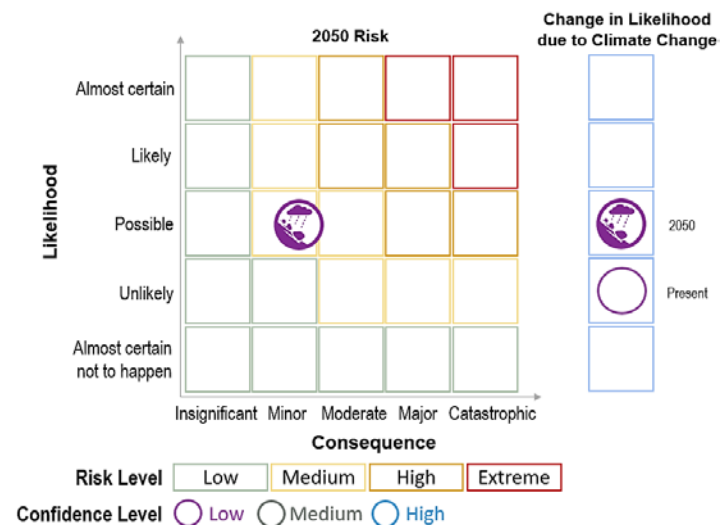 2050 Risk
Change in Likelihood
due to Climate Change
Likelihood
Almost certain
Likely
Possible
Unlikely
Almost certain
not to happen
2050
Present
Insignificant Minor Moderate Major Catastrophic
Consequence
Risk Level Low Medium High Extreme
Confidence Level Low Medium High